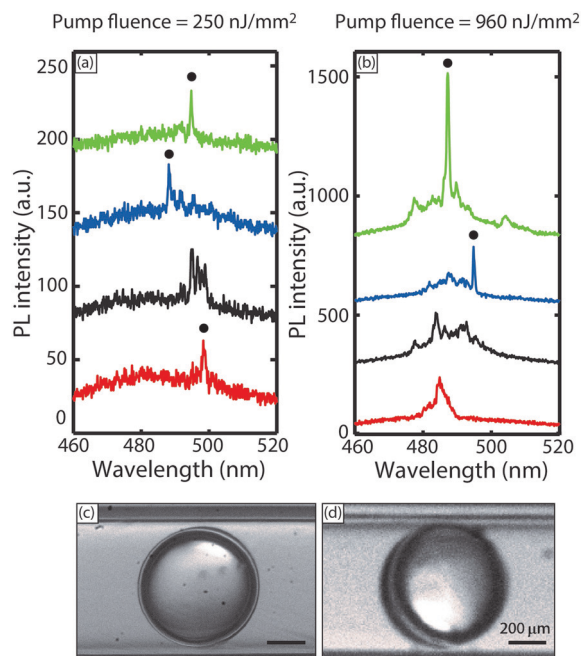 Pump fluence = 250 nJ/mm²
Pump fluence = 960 nJ/mm²
(a)
PL intensity (a.u.)
250
200
150
100
50
0
460
480
500
520
Wavelength (nm)
(b)
PL intensity (a.u.)
1500
1000
500
0
460
480
500
520
Wavelength (nm)
(c)
(d)
200 μm